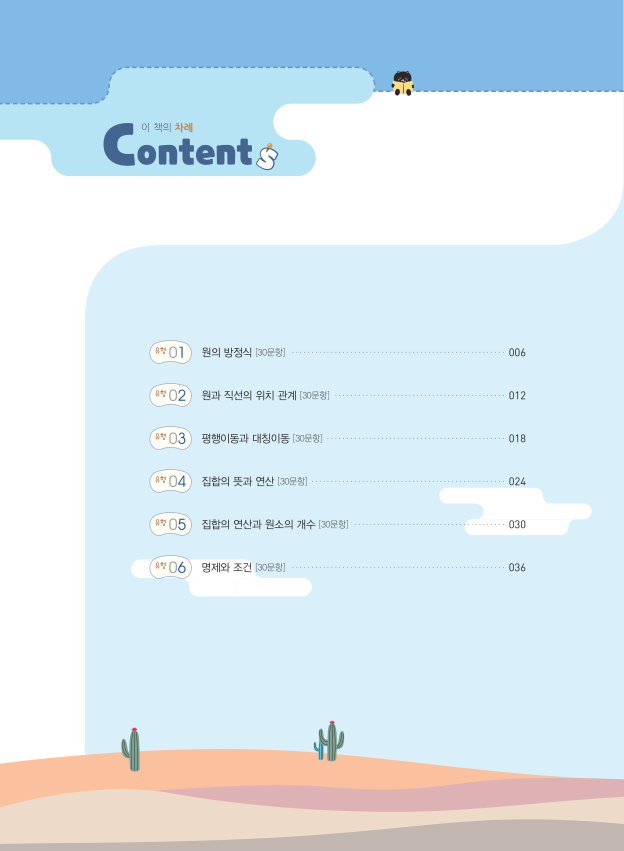 이 책의 차례
Contents
유형 01 원의 방정식 [30문항] 006
유형 02 원과 직선의 위치 관계 [30문항] 012
유형 03 평행이동과 대칭이동 [30문항] 018
유형 04 집합의 뜻과 연산 [30문항] 024
유형 05 집합의 연산과 원소의 개수 [30문항] 030
유형 06 명제와 조건 [30문항] 036